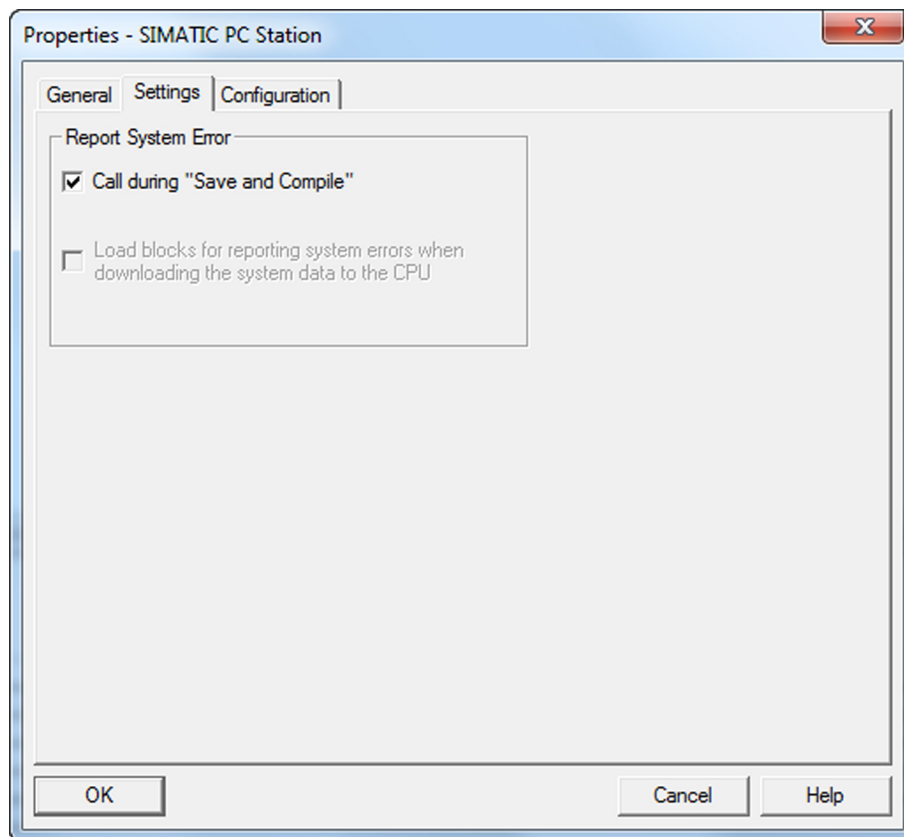 Properties - SIMATIC PC Station
General Settings Configuration
Report System Error
Call during "Save and Compile"
Load blocks for reporting system errors when
downloading the system data to the CPU
OK Cancel Help